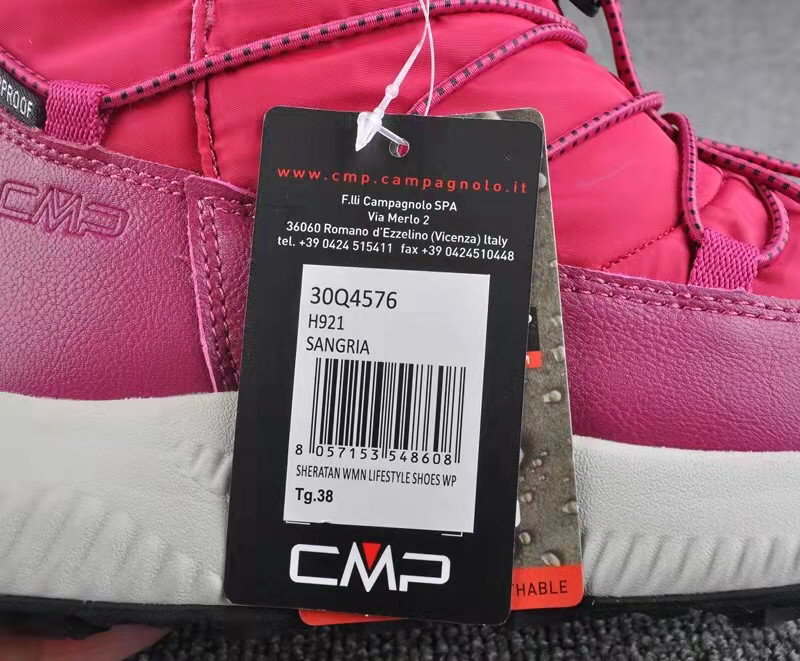 PROOF
CMP
www.cmp.campagnolo.it
F.lli Campagnolo SPA
Via Merlo 2
36060 Romano d'Ezzelino (Vicenza) Italy
tel. +39 0424 515411 fax +39 0424510448
30Q4576
H921
SANGRIA
8 057153 548608
SHERATAN WMN LIFESTYLE SHOES WP
Tg.38
CMP
THABLE